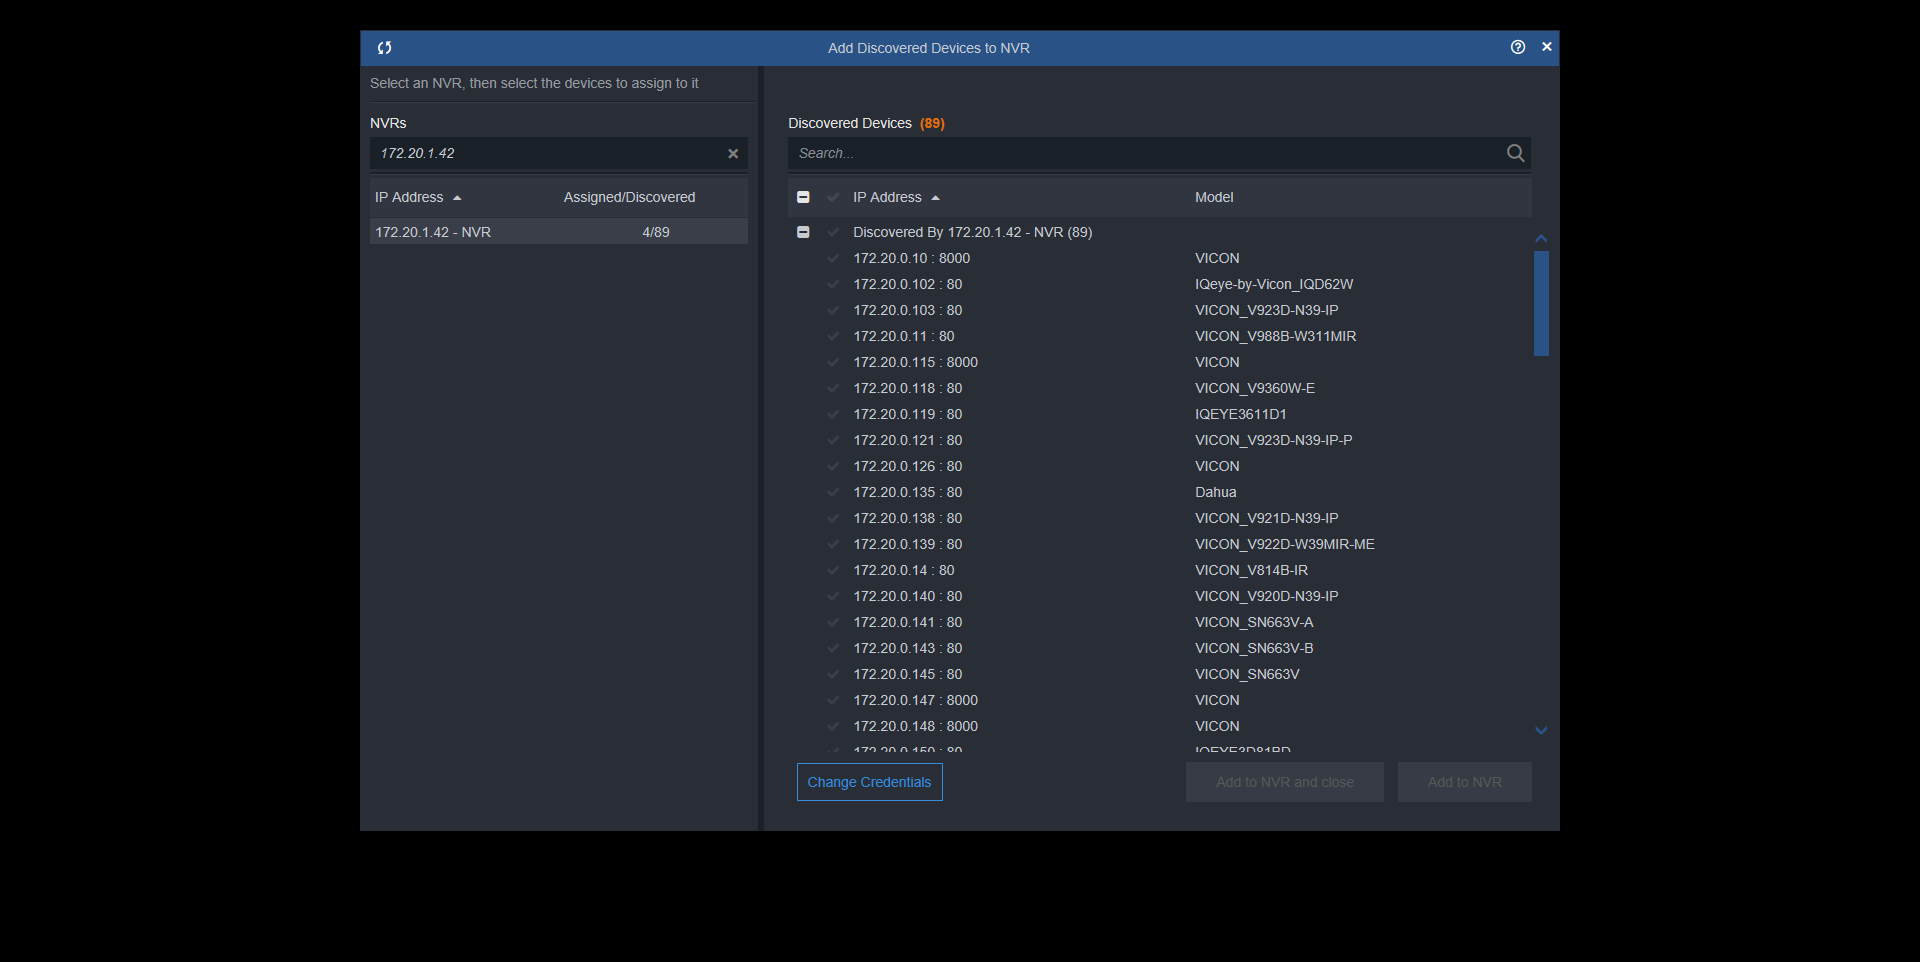 Add Discovered Devices to NVR
Select an NVR, then select the devices to assign to it
NVRs
172.20.1.42
IP Address Assigned/Discovered
172.20.1.42 - NVR 4/89
Discovered Devices (89)
Search...
IP Address Model
Discovered By 172.20.1.42 - NVR (89)
172.20.0.10 : 8000 VICON
172.20.0.102 : 80 IQeye-by-Vicon_IQD62W
172.20.0.103 : 80 VICON_V923D-N39-IP
172.20.0.11 : 80 VICON_V988B-W311MIR
172.20.0.115 : 8000 VICON
172.20.0.118 : 80 VICON_V9360W-E
172.20.0.119 : 80 IQEYE3611D1
172.20.0.121 : 80 VICON_V923D-N39-IP-P
172.20.0.126 : 80 VICON
172.20.0.135 : 80 Dahua
172.20.0.138 : 80 VICON_V921D-N39-IP
172.20.0.139 : 80 VICON_V922D-W39MIR-ME
172.20.0.14 : 80 VICON_V814B-IR
172.20.0.140 : 80 VICON_V920D-N39-IP
172.20.0.141 : 80 VICON_SN663V-A
172.20.0.143 : 80 VICON_SN663V-B
172.20.0.145 : 80 VICON_SN663V
172.20.0.147 : 8000 VICON
172.20.0.148 : 8000 VICON
172.20.0.150 : 80
Change Credentials Add to NVR and close Add to NVR